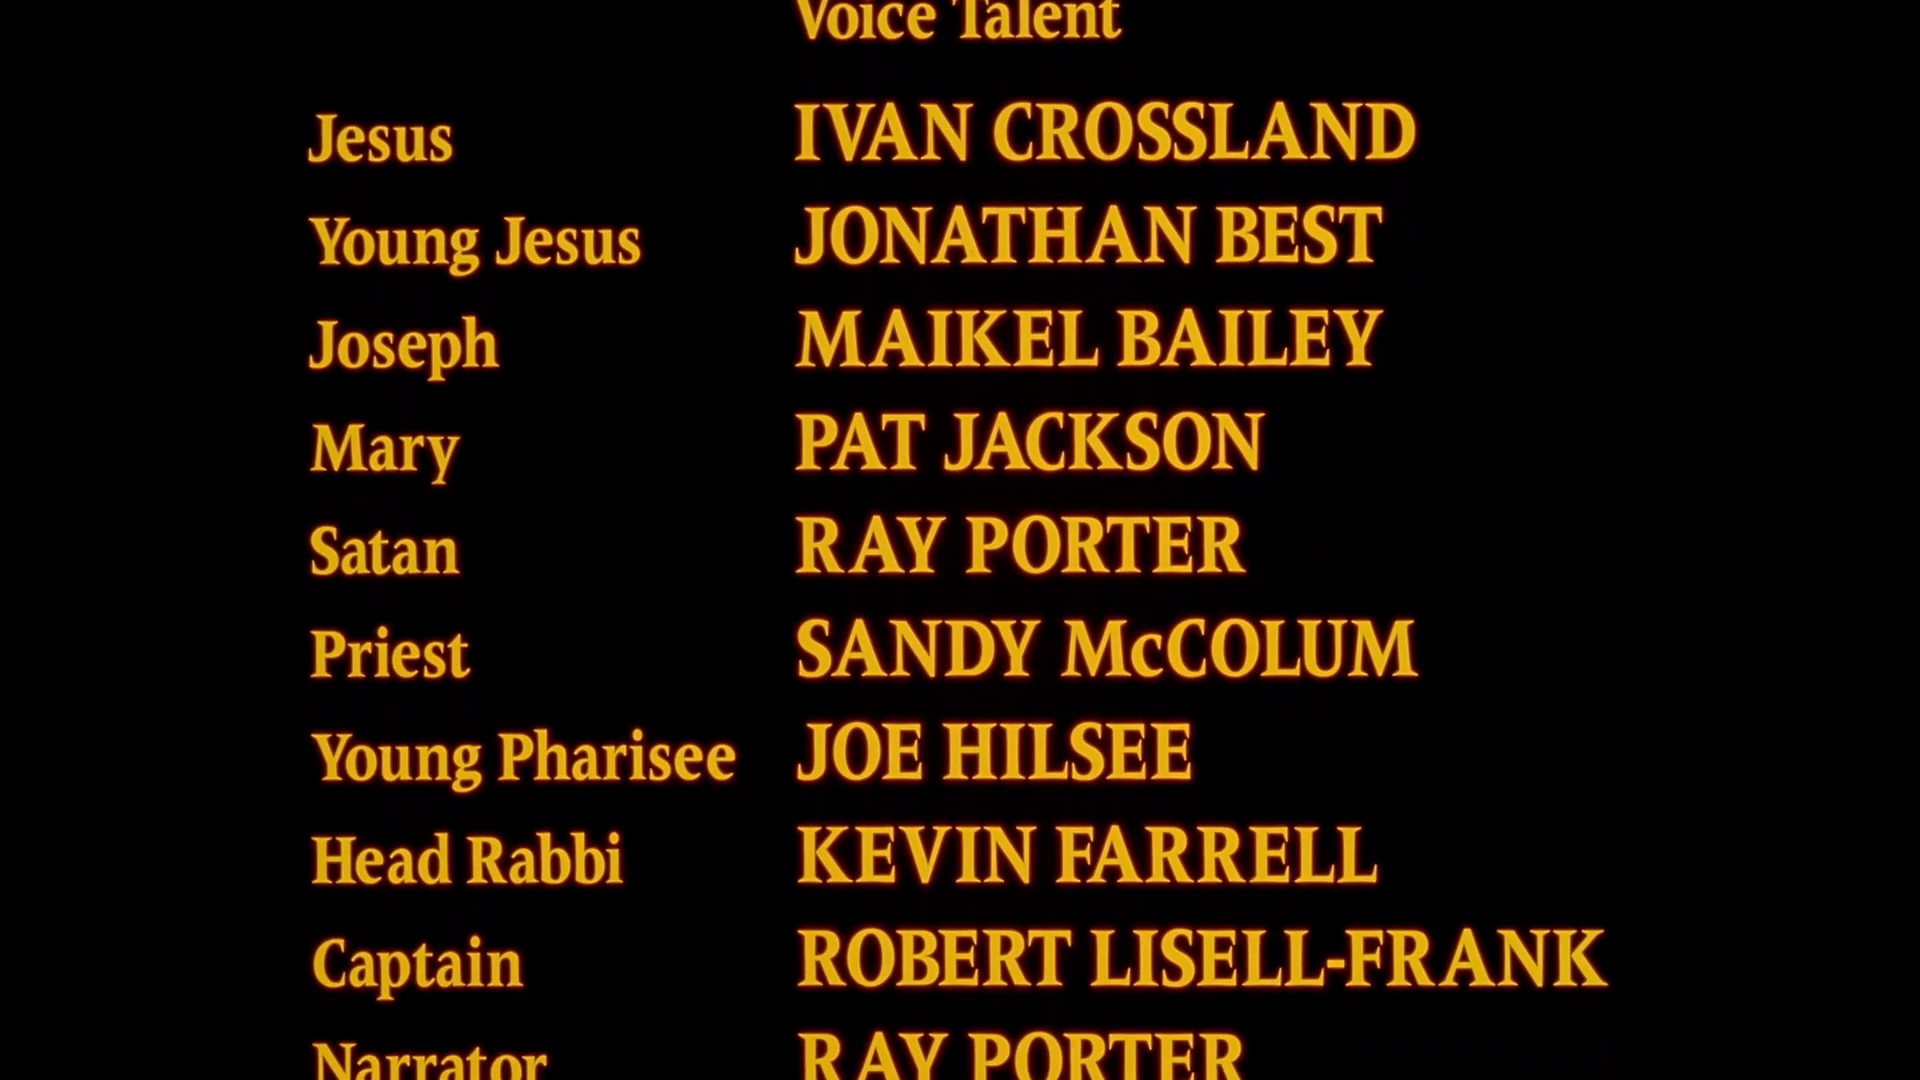 Voice Talent
Jesus IVAN CROSSLAND
Young Jesus JONATHAN BEST
Joseph MAIKEL BAILEY
Mary PAT JACKSON
Satan RAY PORTER
Priest SANDY McCOLUM
Young Pharisee JOE HILSEE
Head Rabbi KEVIN FARRELL
Captain ROBERT LISELL-FRANK
Narrator RAY PORTER